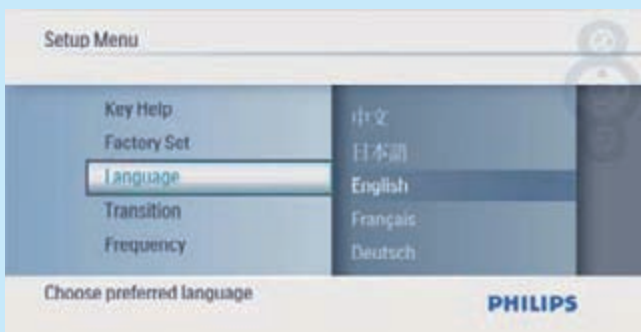 Setup Menu
Key Help
Factory Set
Language
Transition
Frequency
中文
日本語
English
Français
Deutsch
Choose preferred language
PHILIPS